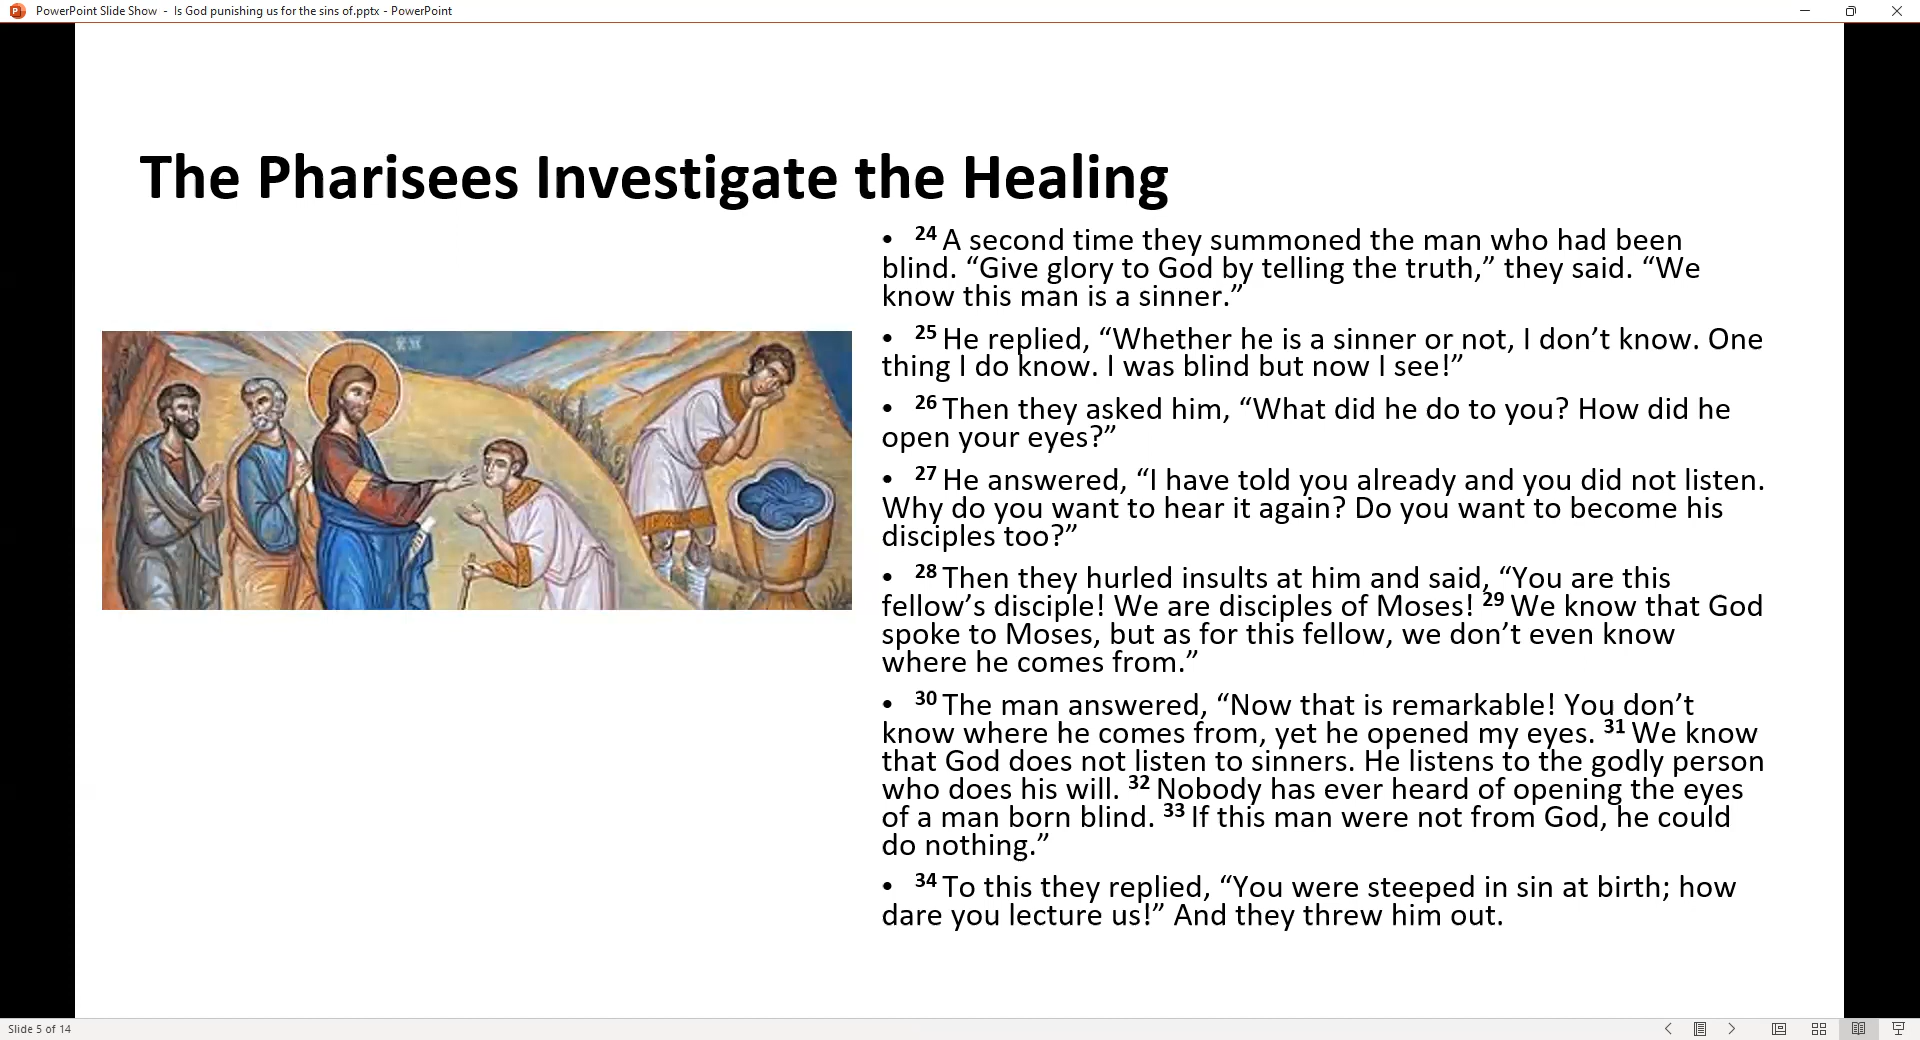 PowerPoint Slide Show - Is God punishing us for the sins of.pptx - PowerPoint
The Pharisees Investigate the Healing
• 24 A second time they summoned the man who had been
blind. “Give glory to God by telling the truth,” they said. “We
know this man is a sinner.”
• 25 He replied, “Whether he is a sinner or not, I don’t know. One
thing I do know. I was blind but now I see!”
• 26 Then they asked him, “What did he do to you? How did he
open your eyes?”
• 27 He answered, “I have told you already and you did not listen.
Why do you want to hear it again? Do you want to become his
disciples too?”
• 28 Then they hurled insults at him and said, “You are this
fellow’s disciple! We are disciples of Moses! 29 We know that God
spoke to Moses, but as for this fellow, we don’t even know
where he comes from.”
• 30 The man answered, “Now that is remarkable! You don’t
know where he comes from, yet he opened my eyes. 31 We know
that God does not listen to sinners. He listens to the godly person
who does his will. 32 Nobody has ever heard of opening the eyes
of a man born blind. 33 If this man were not from God, he could
do nothing.”
• 34 To this they replied, “You were steeped in sin at birth; how
dare you lecture us!” And they threw him out.
Slide 5 of 14